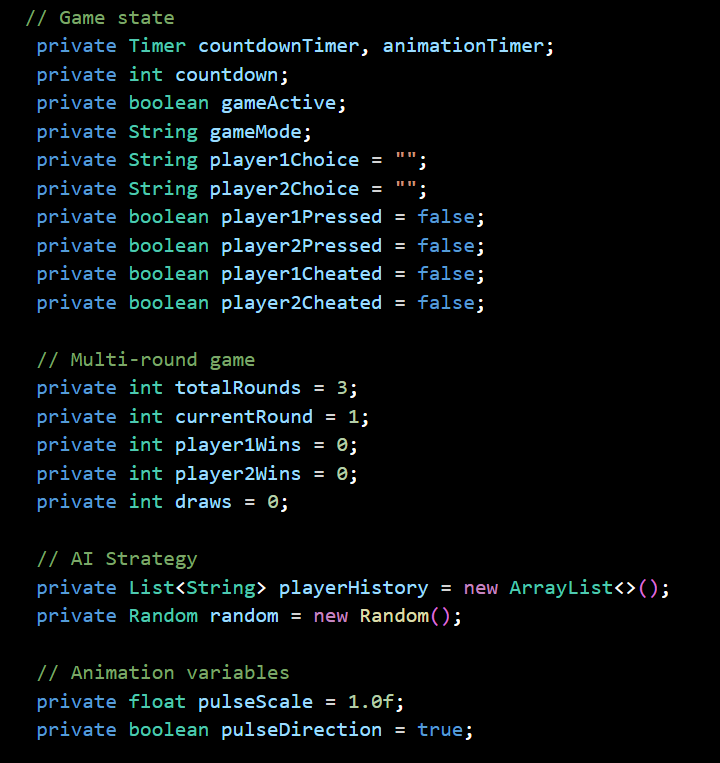 // Game state
private Timer countdownTimer, animationTimer;
private int countdown;
private boolean gameActive;
private String gameMode;
private String player1Choice = "";
private String player2Choice = "";
private boolean player1Pressed = false;
private boolean player2Pressed = false;
private boolean player1Cheated = false;
private boolean player2Cheated = false;
// Multi-round game
private int totalRounds = 3;
private int currentRound = 1;
private int player1Wins = 0;
private int player2Wins = 0;
private int draws = 0;
// AI Strategy
private List<String> playerHistory = new ArrayList<>();
private Random random = new Random();
// Animation variables
private float pulseScale = 1.0f;
private boolean pulseDirection = true;